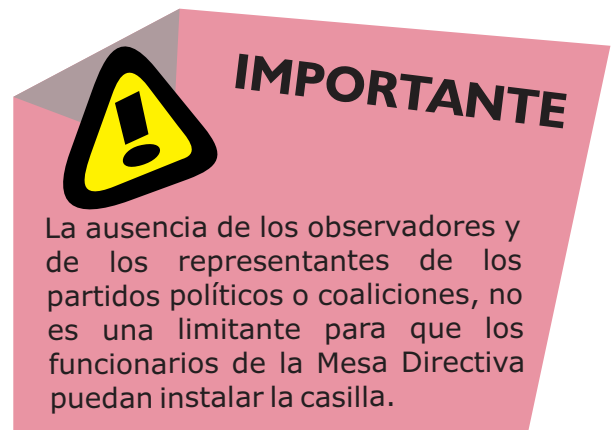 IMPORTANTE
La ausencia de los observadores y
de los representantes de los
partidos políticos o coaliciones, no
es una limitante para que los
funcionarios de la Mesa Directiva
puedan instalar la casilla.